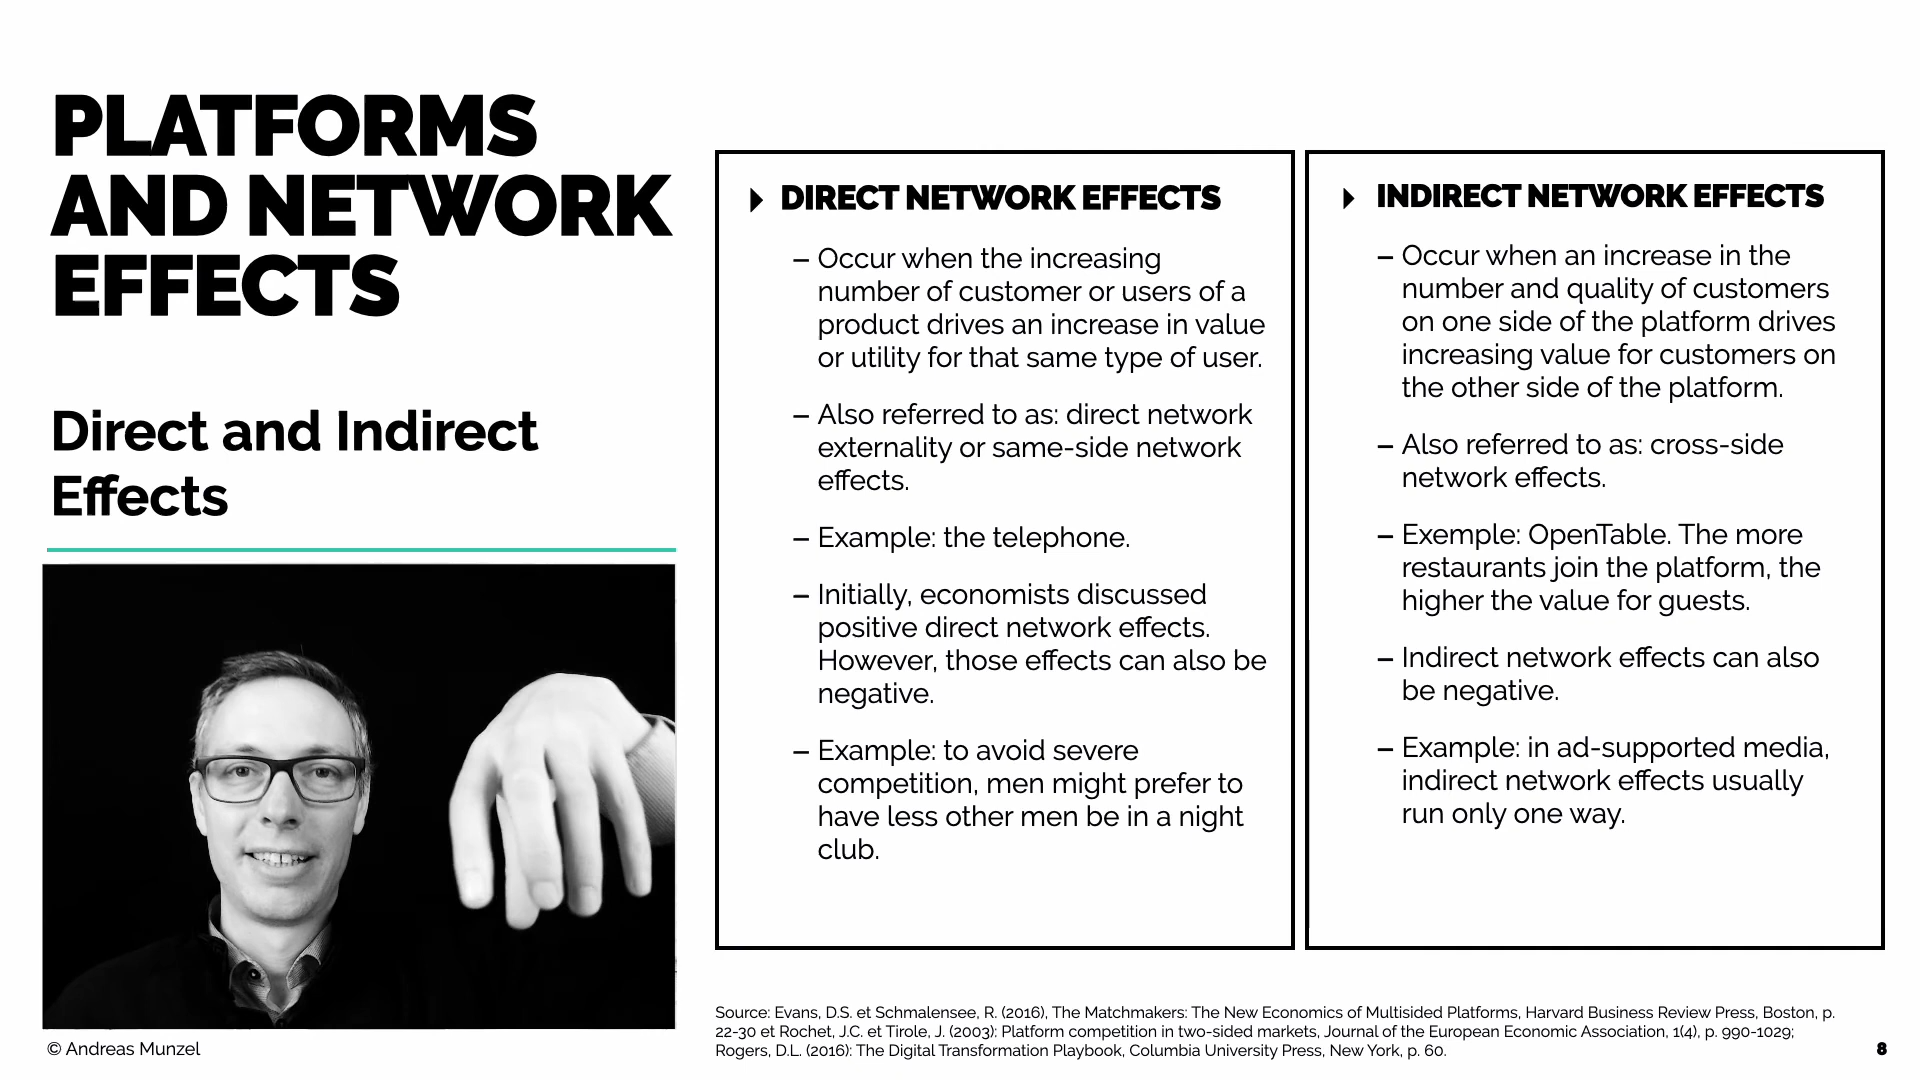 PLATFORMS
AND NETWORK
EFFECTS
Direct and Indirect
Effects
© Andreas Munzel
DIRECT NETWORK EFFECTS
– Occur when the increasing
number of customer or users of a
product drives an increase in value
or utility for that same type of user.
– Also referred to as: direct network
externality or same-side network
effects.
– Example: the telephone.
– Initially, economists discussed
positive direct network effects.
However, those effects can also be
negative.
– Example: to avoid severe
competition, men might prefer to
have less other men be in a night
club.
INDIRECT NETWORK EFFECTS
– Occur when an increase in the
number and quality of customers
on one side of the platform drives
increasing value for customers on
the other side of the platform.
– Also referred to as: cross-side
network effects.
– Exemple: OpenTable. The more
restaurants join the platform, the
higher the value for guests.
– Indirect network effects can also
be negative.
– Example: in ad-supported media,
indirect network effects usually
run only one way.
Source: Evans, D.S. et Schmalensee, R. (2016), The Matchmakers: The New Economics of Multisided Platforms, Harvard Business Review Press, Boston, p.
22-30 et Rochet, J.C. et Tirole, J. (2003): Platform competition in two-sided markets, Journal of the European Economic Association, 1(4), p. 990-1029;
Rogers, D.L. (2016): The Digital Transformation Playbook, Columbia University Press, New York, p. 60.
8